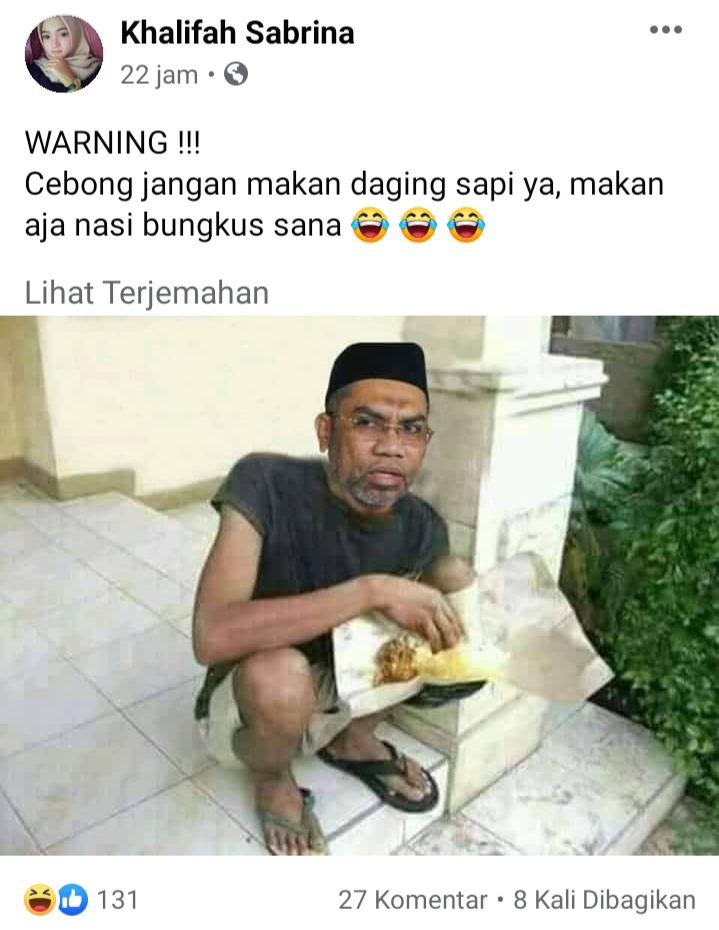 Khalifah Sabrina
22 jam •
WARNING !!!
Cebong jangan makan daging sapi ya, makan
aja nasi bungkus sana 😂 😂 😂
Lihat Terjemahan
131
27 Komentar • 8 Kali Dibagikan